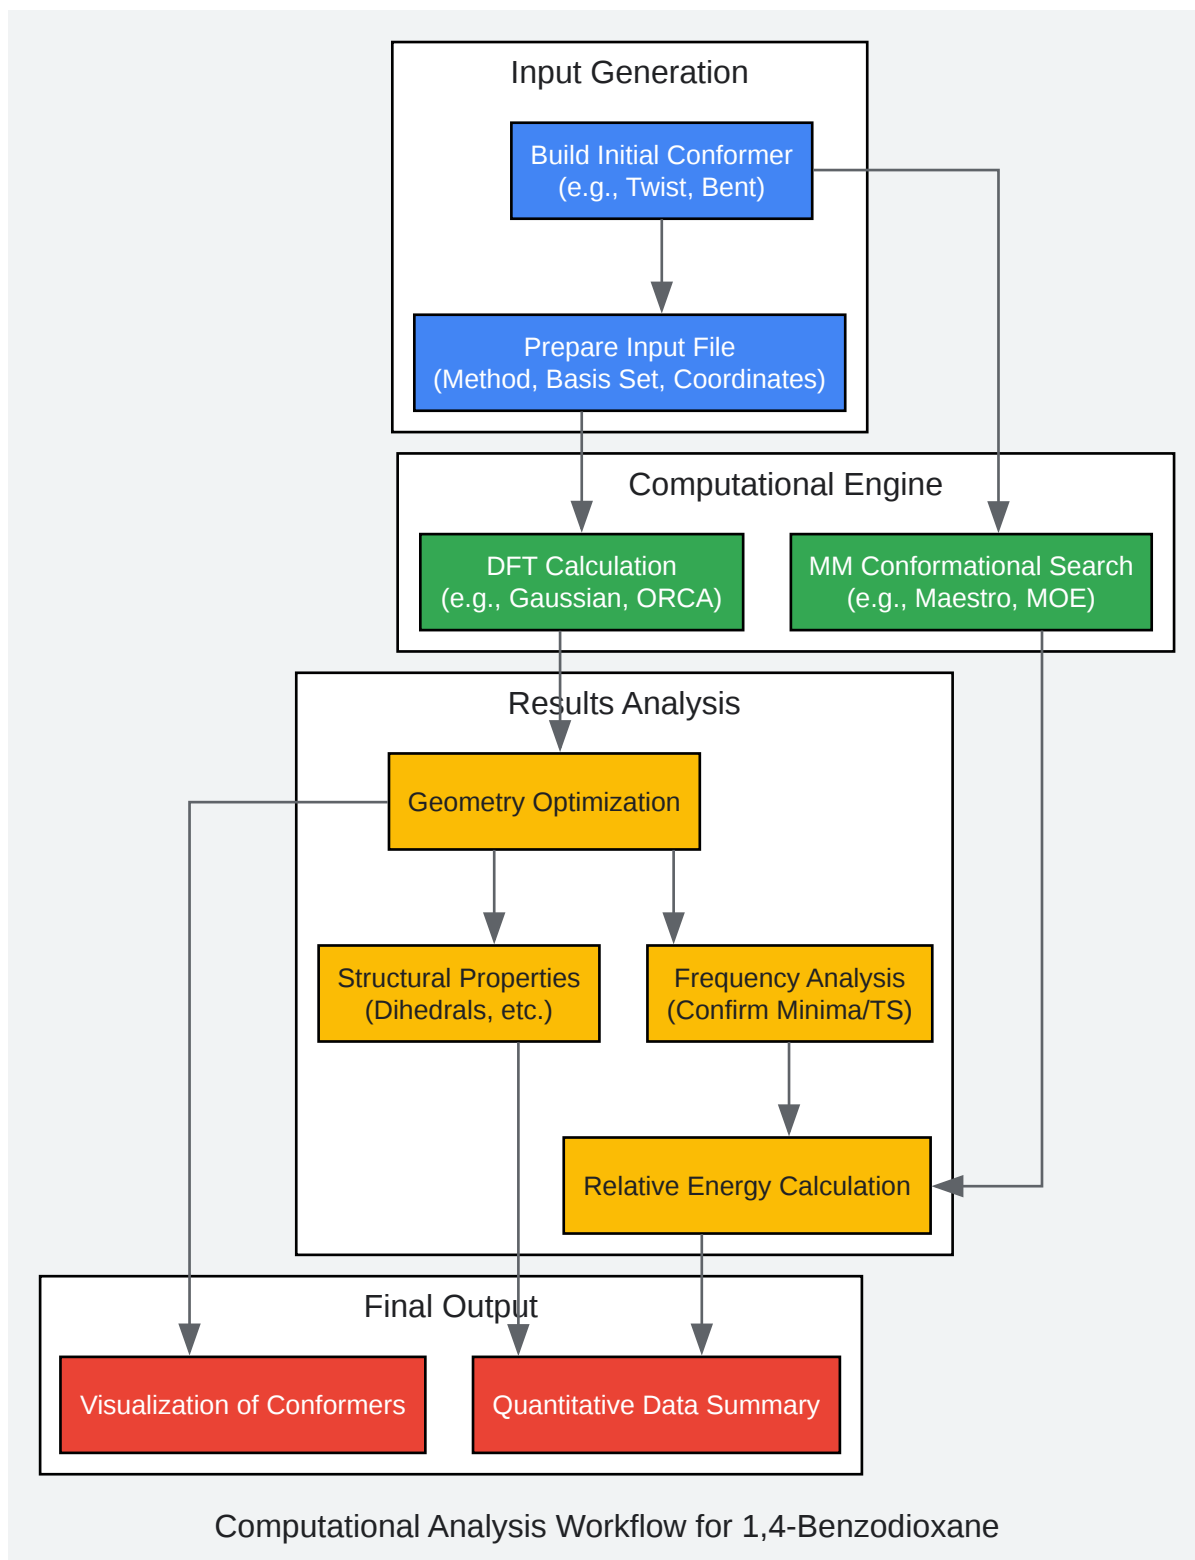 Input Generation
Build Initial Conformer
(e.g., Twist, Bent)
Prepare Input File
(Method, Basis Set, Coordinates)
Computational Engine
DFT Calculation
(e.g., Gaussian, ORCA)
MM Conformational Search
(e.g., Maestro, MOE)
Results Analysis
Geometry Optimization
Structural Properties
(Dihedrals, etc.)
Frequency Analysis
(Confirm Minima/TS)
Relative Energy Calculation
Final Output
Visualization of Conformers
Quantitative Data Summary
Computational Analysis Workflow for 1,4-Benzodioxane